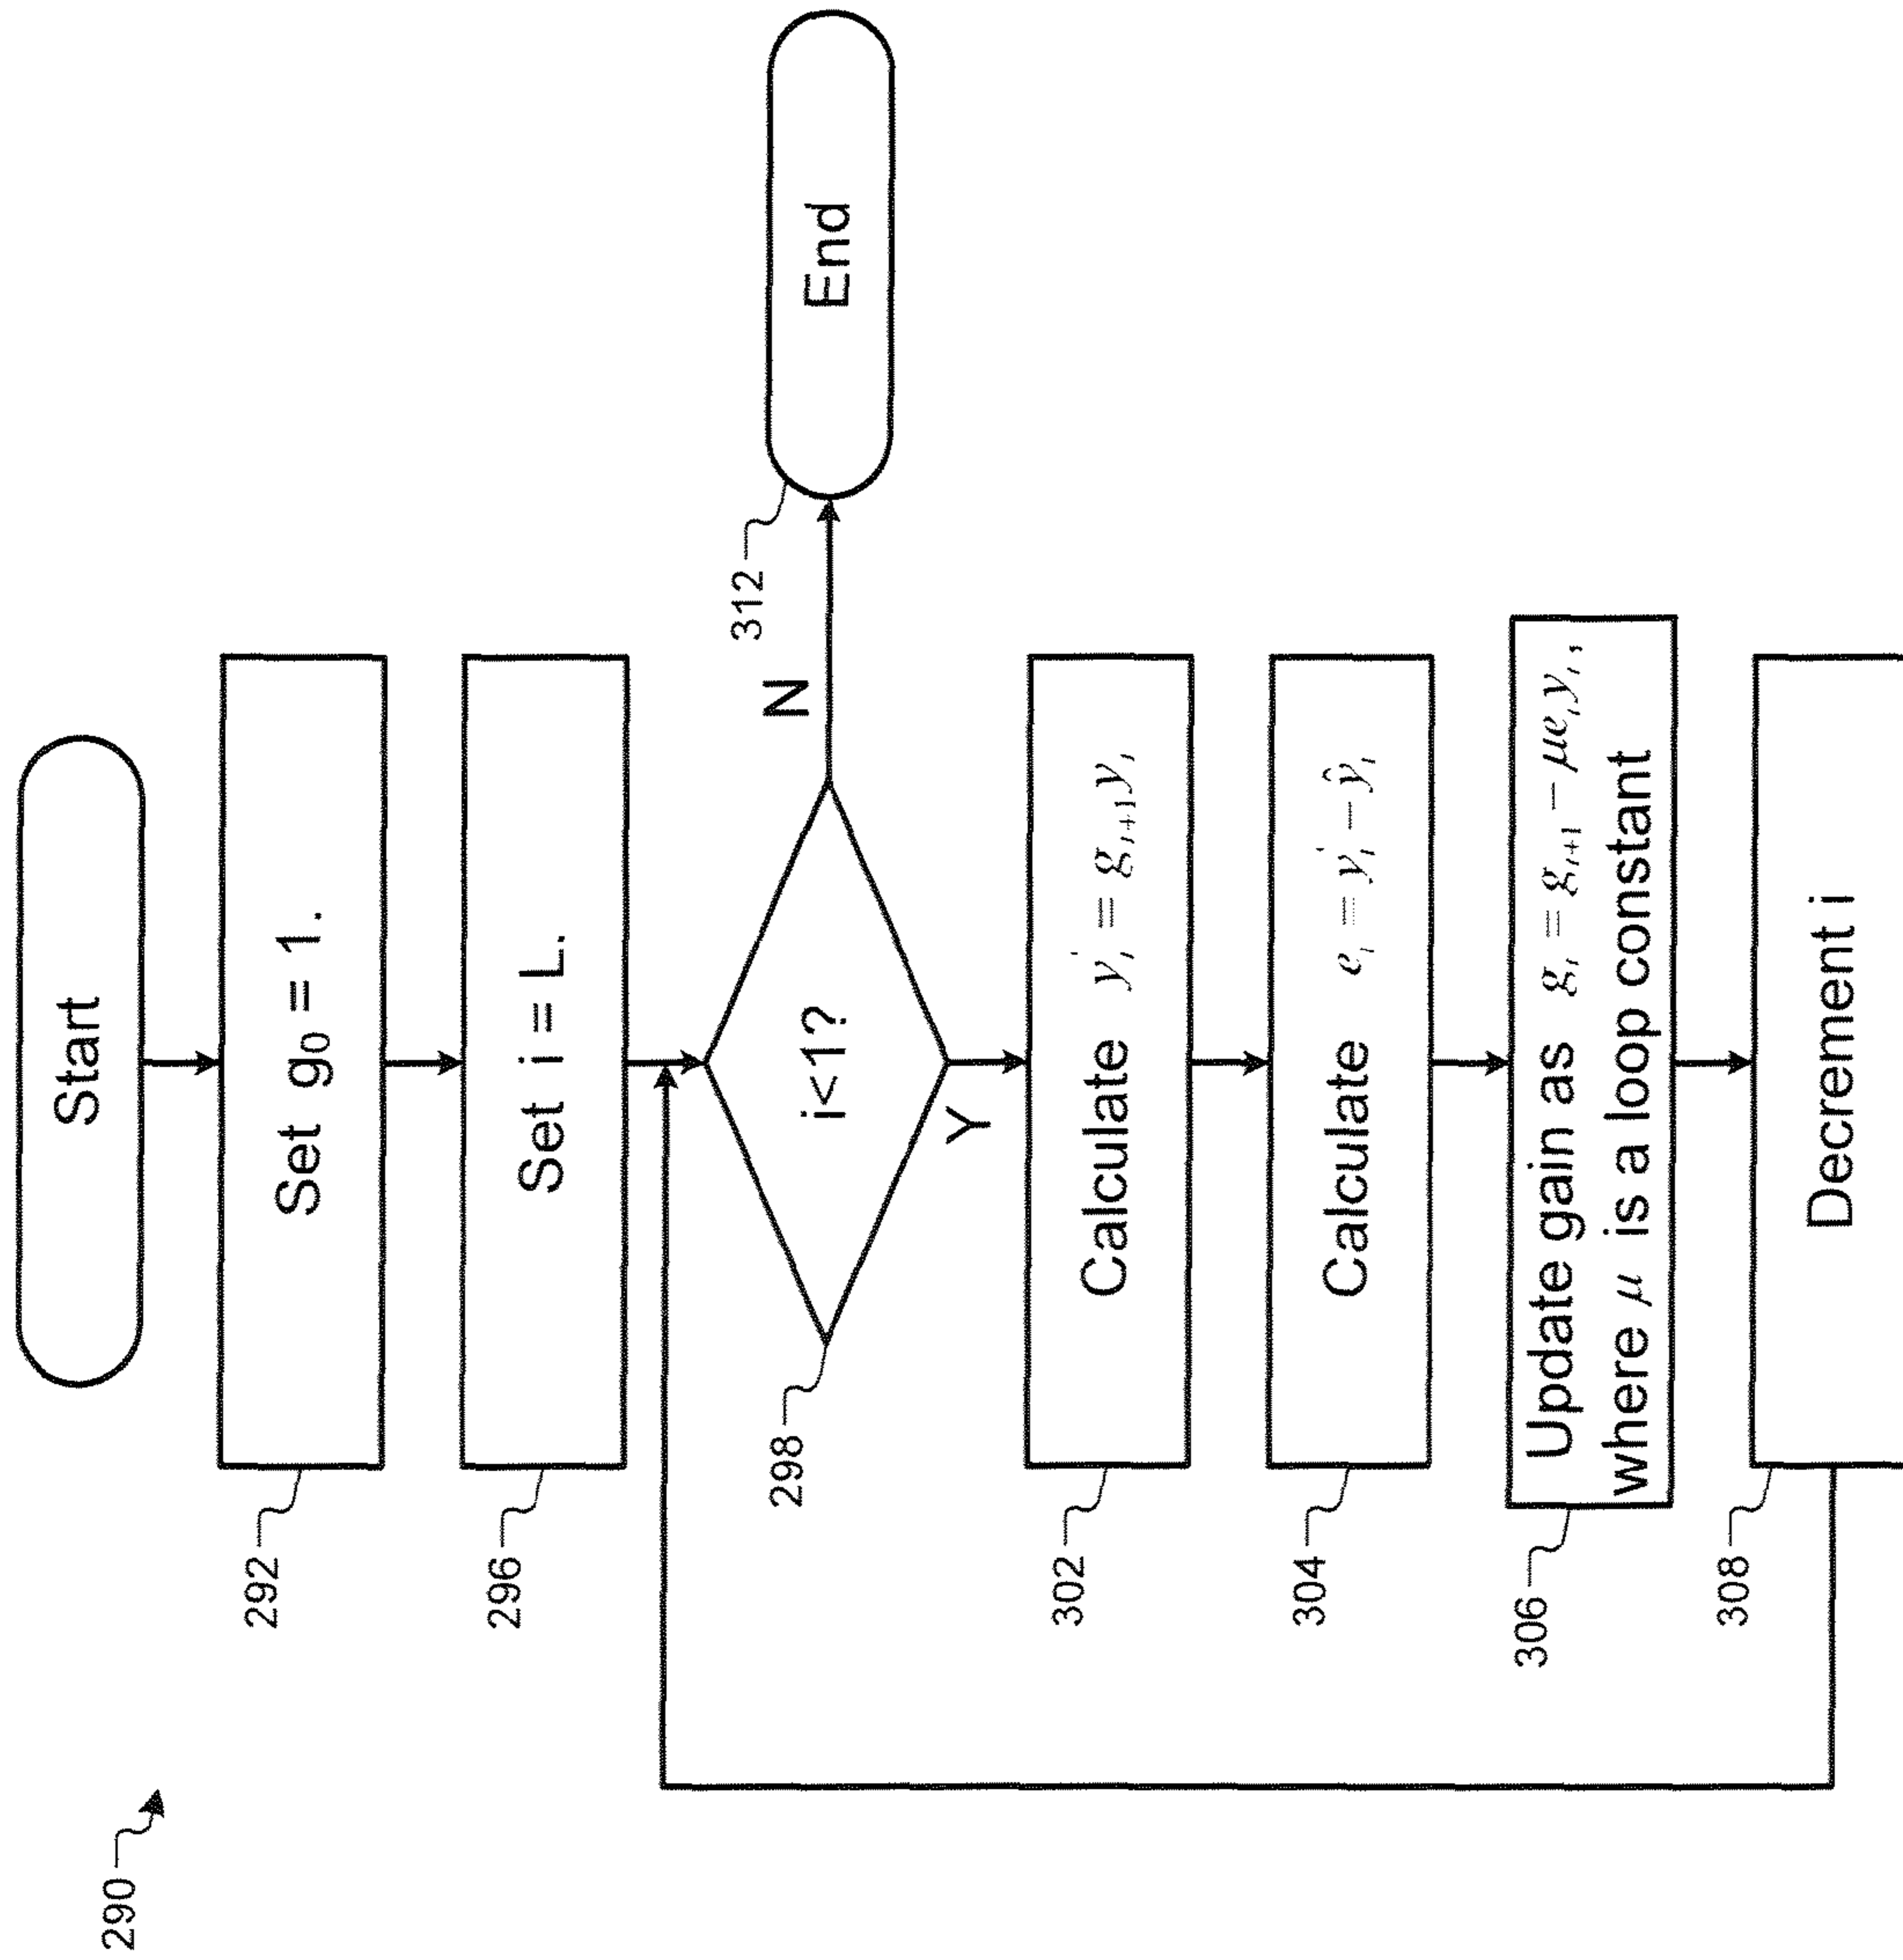 290
Start
292
Set g₀ = 1.
296
Set i = L.
298
i<1?
N
312
End
Y
302
Calculate y'ᵢ = gᵢ₊₁yᵢ
304
Calculate eᵢ = y'ᵢ − ŷᵢ
306
Update gain as gᵢ = gᵢ₊₁ − μeᵢyᵢ,
where μ is a loop constant
308
Decrement i